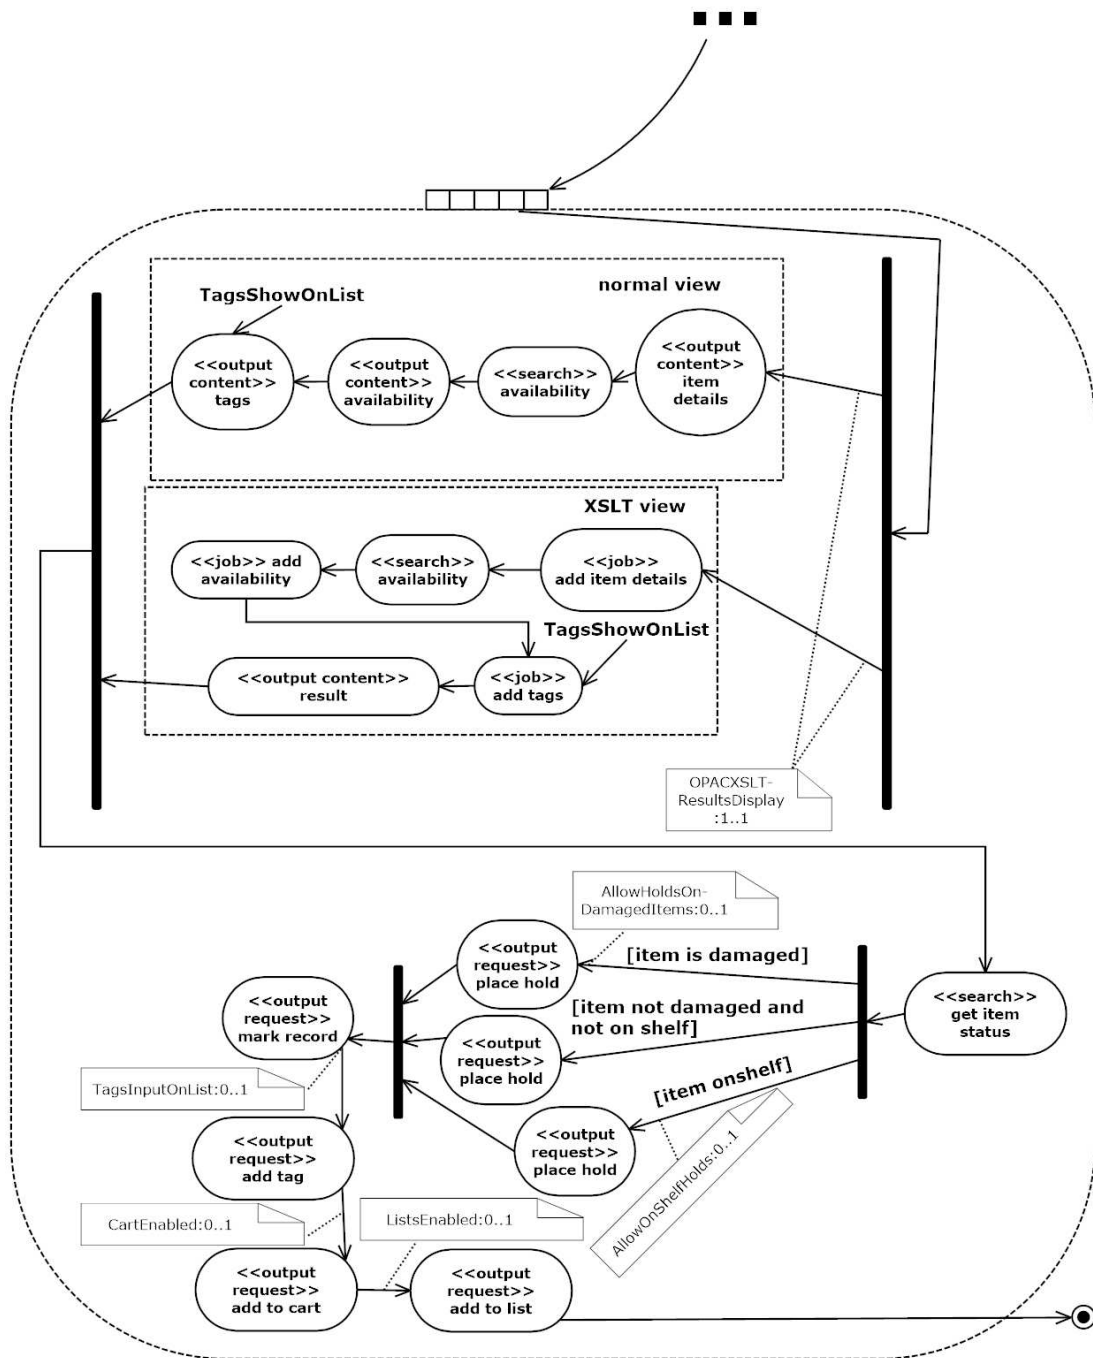 normal view
TagsShowOnList
<<output
content>>
tags
<<output
content>>
availability
<<search>>
availability
<<output
content>>
item
details
XSLT view
<<job>> add
availability
<<search>>
availability
<<job>>
add item details
TagsShowOnList
<<output content>>
result
<<job>>
add tags
OPACXSLT-
ResultsDisplay
:1..1
AllowHoldsOn-
DamagedItems:0..1
<<output
request>>
place hold
[item is damaged]
<<output
request>>
mark record
<<output
request>>
place hold
[item not damaged and
not on shelf]
<<search>>
get item
status
TagsInputOnList:0..1
[item onshelf]
<<output
request>>
add tag
<<output
request>>
place hold
AllowOnShelfHolds:0..1
CartEnabled:0..1
ListsEnabled:0..1
<<output
request>>
add to cart
<<output
request>>
add to list